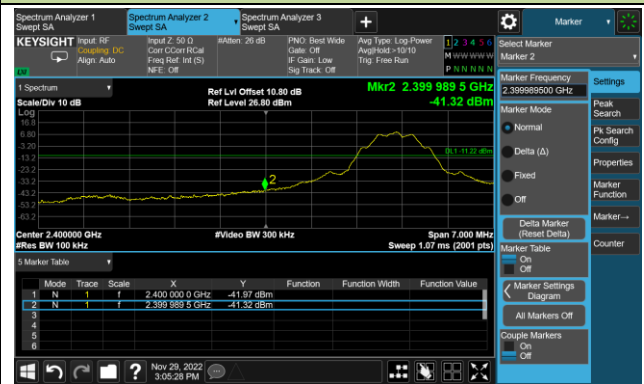 Spectrum Analyzer 1
Swept SA
Spectrum Analyzer 2
Swept SA
Spectrum Analyzer 3
Swept SA
+
Marker
KEYSIGHT
Input: RF
Coupling: DC
Align: Auto
Input Z: 50 Ω
Corr CCorr RCal
Freq Ref: Int (S)
NFE: Off
#Atten: 26 dB
PNO: Best Wide
Gate: Off
IF Gain: Low
Sig Track: Off
Avg Type: Log-Power
Avg|Hold:>10/10
Trig: Free Run
1 2 3 4 5 6
M W W W W W
P N N N N N
Select Marker
Marker 2
1 Spectrum
Scale/Div 10 dB
Log
Ref Lvl Offset 10.80 dB
Ref Level 26.80 dBm
Mkr2 2.399 989 5 GHz
-41.32 dBm
16.8
6.80
-3.20
-13.2
-23.2
-33.2
-43.2
-53.2
-63.2
DL1 -11.22 dBm
2
Center 2.400000 GHz
#Res BW 100 kHz
#Video BW 300 kHz
Span 7.000 MHz
Sweep 1.07 ms (2001 pts)
5 Marker Table
Mode Trace Scale X Y Function Function Width Function Value
1 N 1 f 2.400 000 0 GHz -41.97 dBm
2 N 1 f 2.399 989 5 GHz -41.32 dBm
3
4
5
6
Marker Frequency
2.399989500 GHz
Marker Mode
Normal
Delta (Δ)
Fixed
Off
Delta Marker
(Reset Delta)
Marker Table
On
Off
Marker Settings
Diagram
All Markers Off
Couple Markers
On
Off
Settings
Peak
Search
Pk Search
Config
Properties
Marker
Function
Marker→
Counter
?
Nov 29, 2022
3:05:28 PM